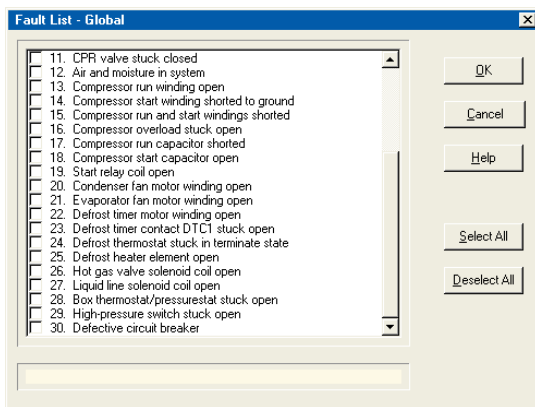 Fault List - Global
11. CPR valve stuck closed
12. Air and moisture in system
13. Compressor run winding open
14. Compressor start winding shorted to ground
15. Compressor run and start windings shorted
16. Compressor overload stuck open
17. Compressor run capacitor shorted
18. Compressor start capacitor open
19. Start relay coil open
20. Condenser fan motor winding open
21. Evaporator fan motor winding open
22. Defrost timer motor winding open
23. Defrost timer contact DTC1 stuck open
24. Defrost thermostat stuck in terminate state
25. Defrost heater element open
26. Hot gas valve solenoid coil open
27. Liquid line solenoid coil open
28. Box thermostat/pressurestat stuck open
29. High-pressure switch stuck open
30. Defective circuit breaker
OK
Cancel
Help
Select All
Deselect All